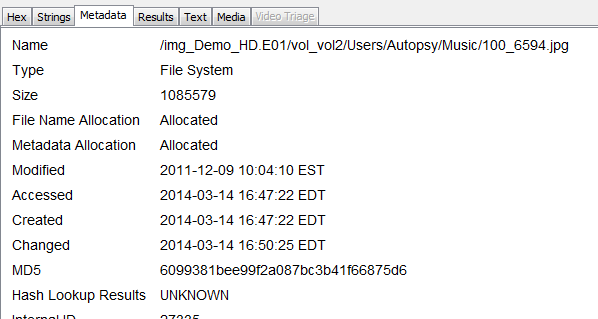 Hex Strings Metadata Results Text Media Video Triage
Name /img_Demo_HD.E01/vol_vol2/Users/Autopsy/Music/100_6594.jpg
Type File System
Size 1085579
File Name Allocation Allocated
Metadata Allocation Allocated
Modified 2011-12-09 10:04:10 EST
Accessed 2014-03-14 16:47:22 EDT
Created 2014-03-14 16:47:22 EDT
Changed 2014-03-14 16:50:25 EDT
MD5 6099381bee99f2a087bc3b41f66875d6
Hash Lookup Results UNKNOWN